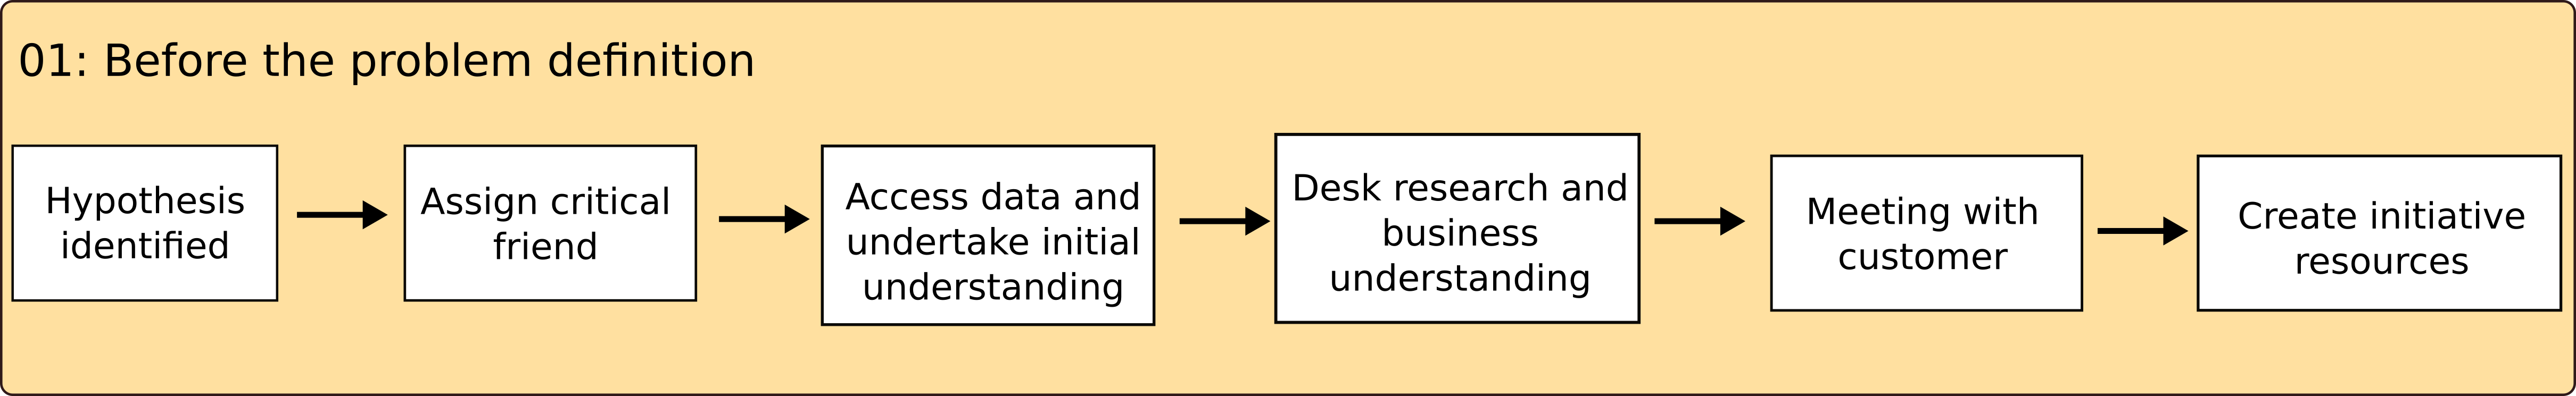 01: Before the problem definition
Hypothesis
identified
Assign critical
friend
Access data and
undertake initial
understanding
Desk research and
business
understanding
Meeting with
customer
Create initiative
resources